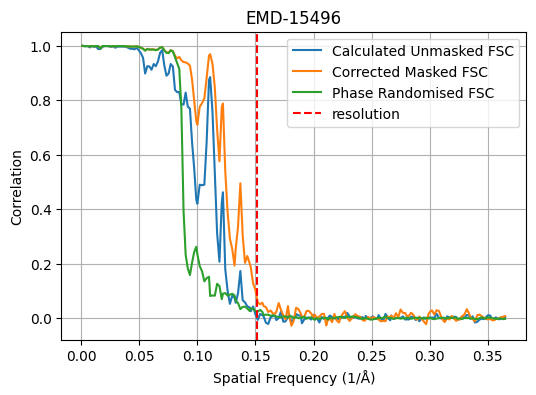 EMD-15496
Calculated Unmasked FSC
Corrected Masked FSC
Phase Randomised FSC
resolution
Correlation
1.0
0.8
0.6
0.4
0.2
0.0
0.00 0.05 0.10 0.15 0.20 0.25 0.30 0.35
Spatial Frequency (1/Å)